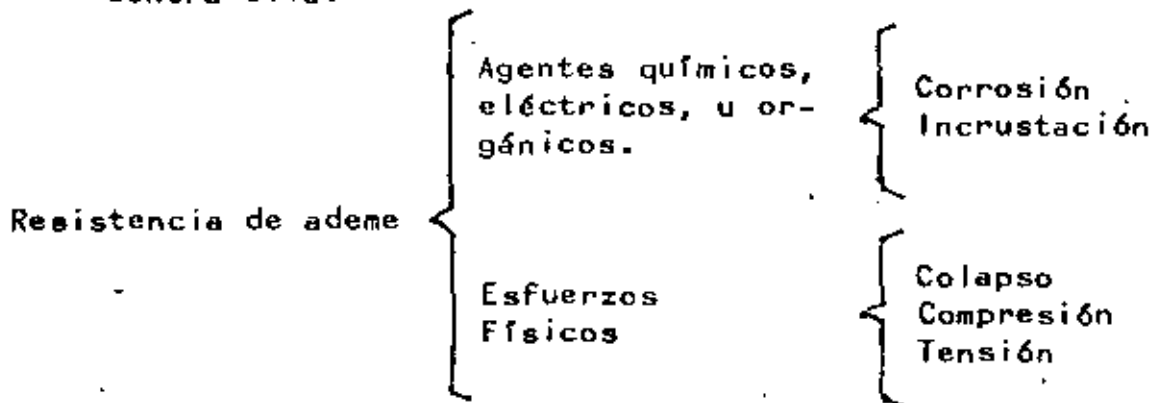 Agentes químicos,
eléctricos, u or-
gánicos.
Corrosión
Incrustación
Resistencia de ademe
Esfuerzos
Físicos
Colapso
Compresión
Tensión